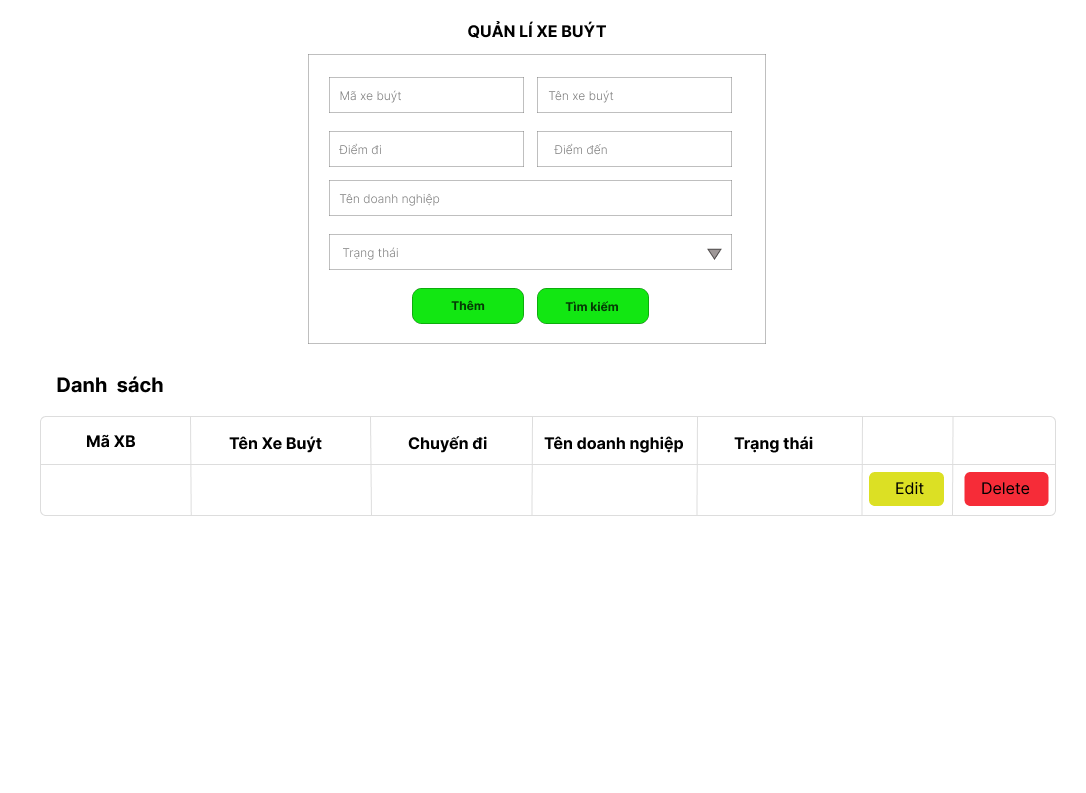 QUẢN LÍ XE BUÝT
Mã xe buýt Tên xe buýt
Điểm đi Điểm đến
Tên doanh nghiệp
Trạng thái
Thêm Tìm kiếm
Danh sách
Mã XB Tên Xe Buýt Chuyến đi Tên doanh nghiệp Trạng thái
Edit Delete